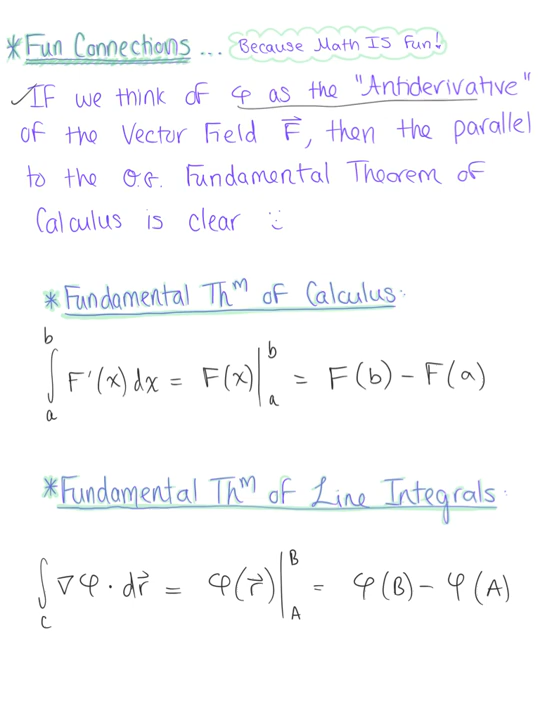 *Fun Connections ... Because Math IS Fun!
✓IF we think of φ as the "Antiderivative"
of the Vector Field F⃗, then the parallel
to the O.G. Fundamental Theorem of
Calculus is clear :)
*Fundamental Thᵐ of Calculus:
∫ₐᵇ F'(x) dx = F(x)|ₐᵇ = F(b) - F(a)
*Fundamental Thᵐ of Line Integrals:
∫_C ∇φ · dr⃗ = φ(r⃗)|_A^B = φ(B) - φ(A)